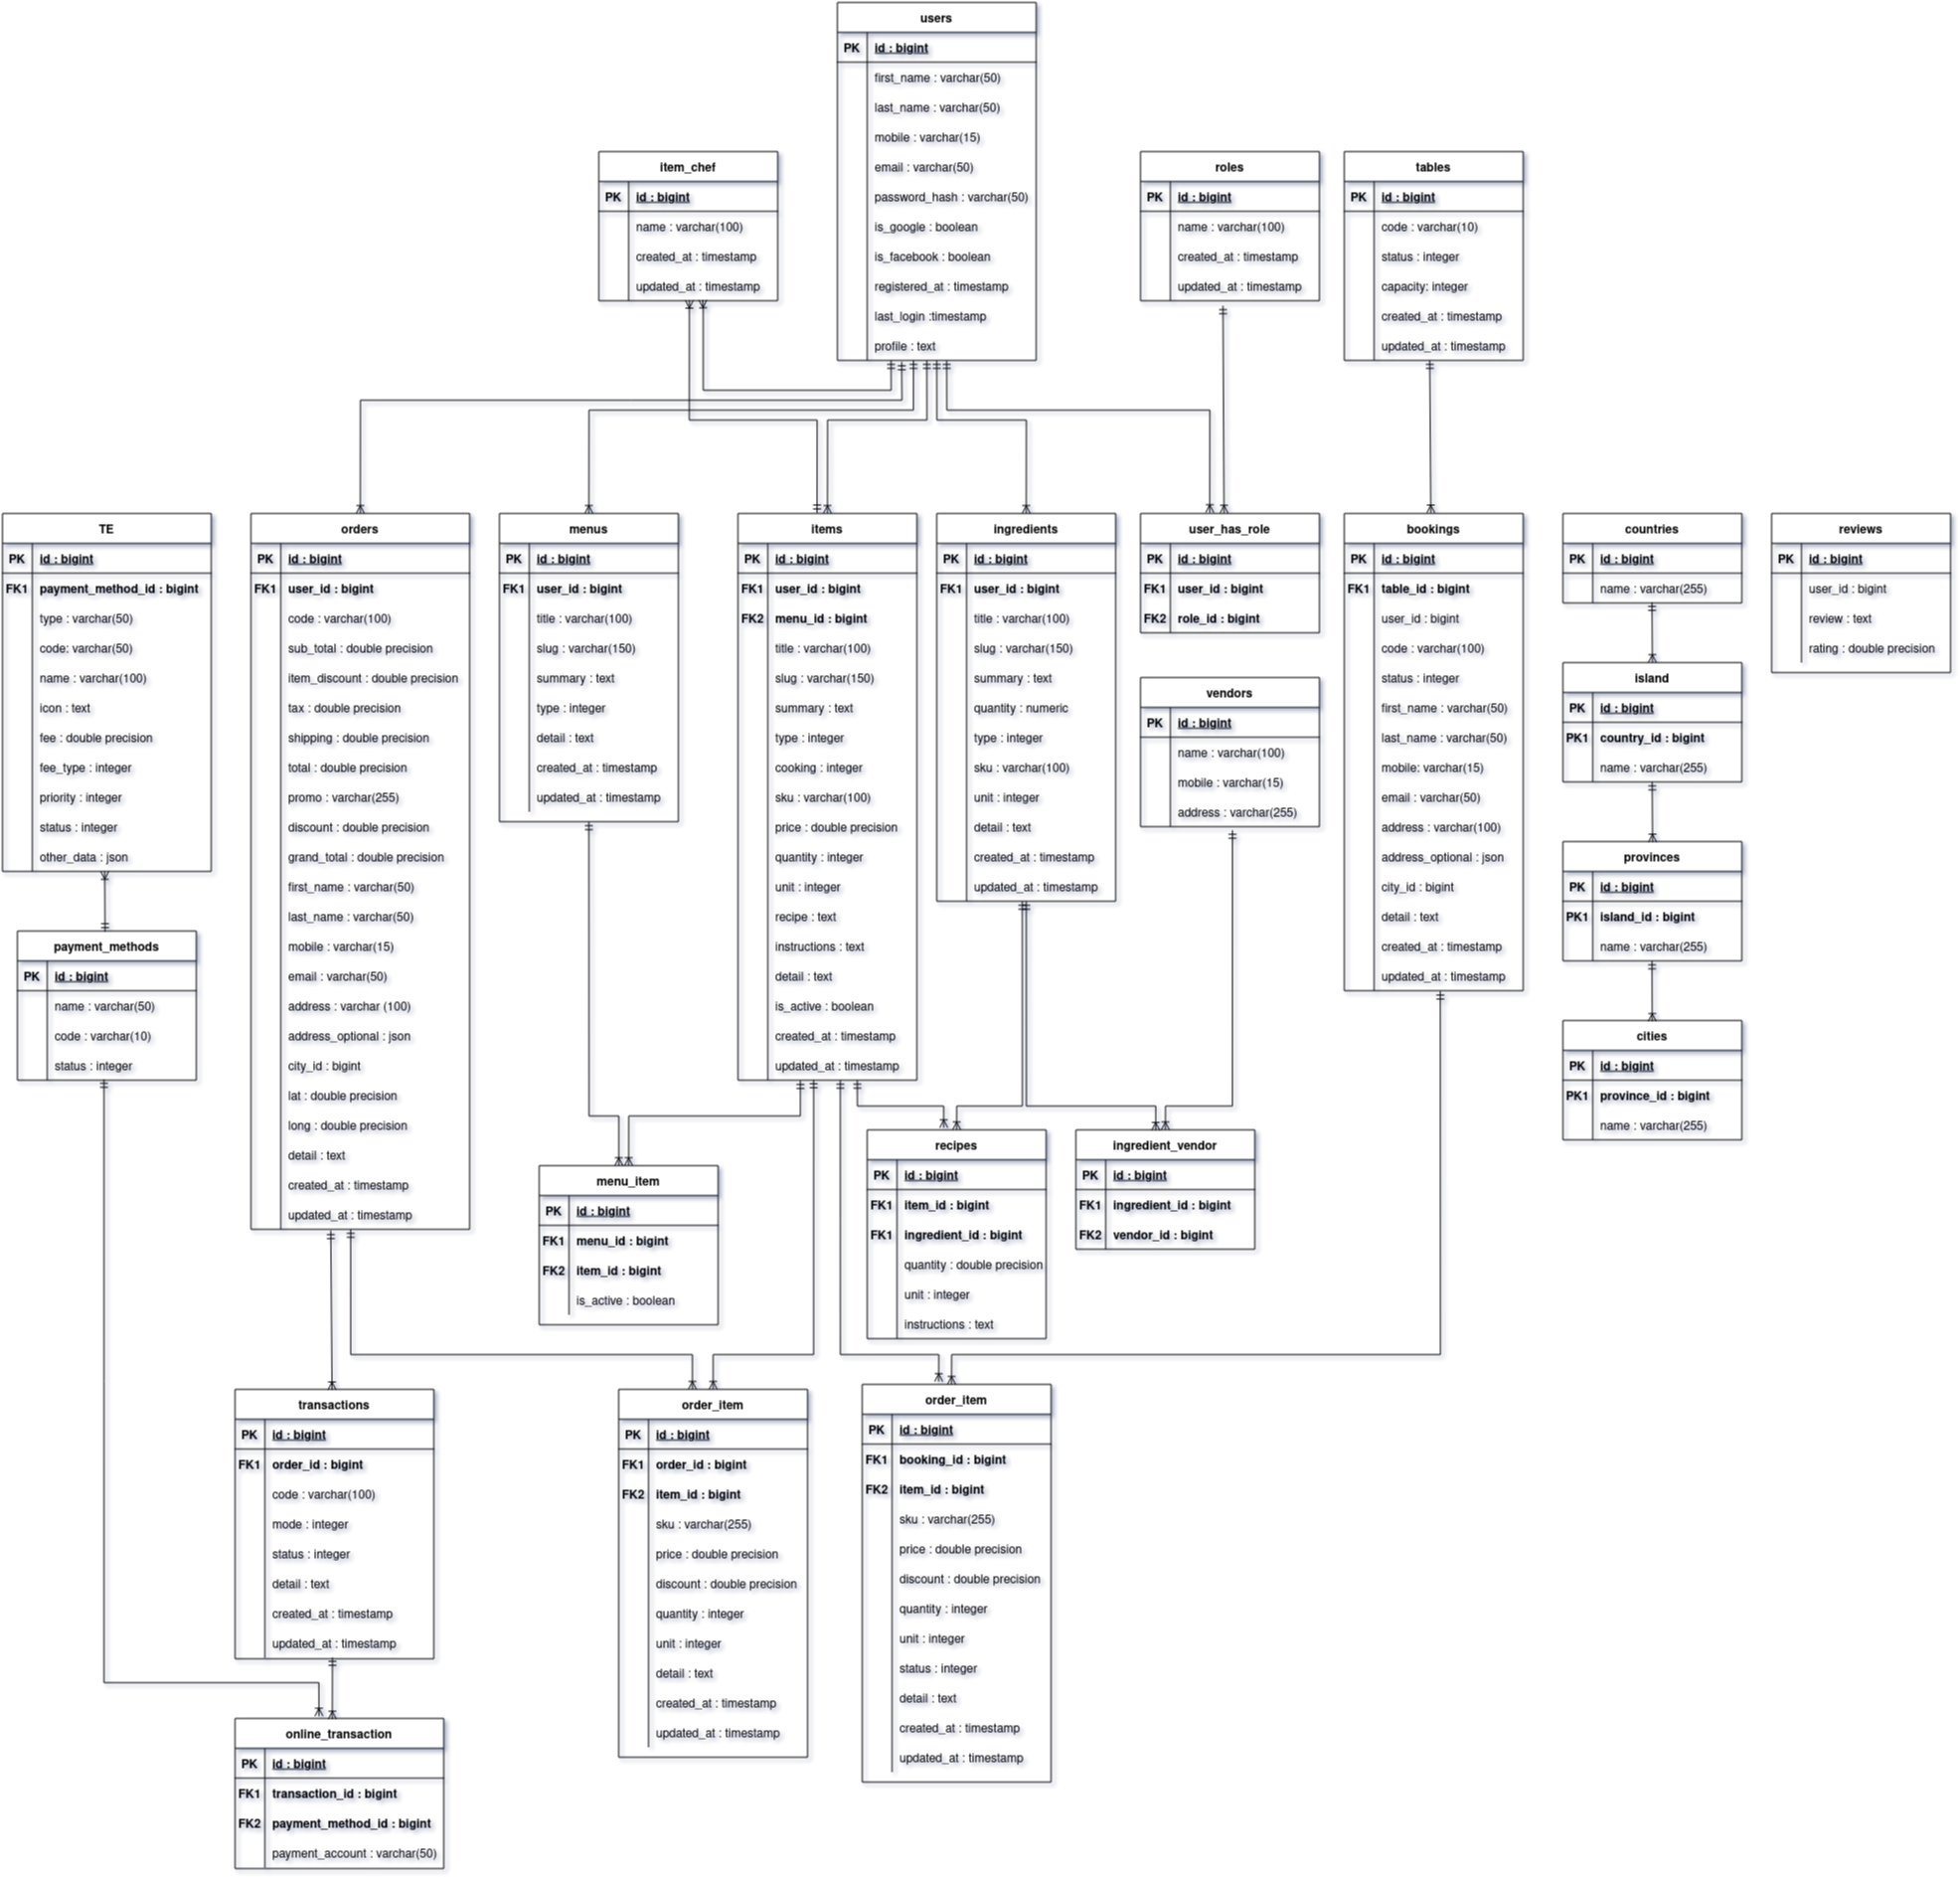 users
PK id : bigint
first_name : varchar(50)
last_name : varchar(50)
mobile : varchar(15)
email : varchar(50)
password_hash : varchar(50)
is_google : boolean
is_facebook : boolean
registered_at : timestamp
last_login :timestamp
profile : text
item_chef
PK id : bigint
name : varchar(100)
created_at : timestamp
updated_at : timestamp
roles
PK id : bigint
name : varchar(100)
created_at : timestamp
updated_at : timestamp
tables
PK id : bigint
code : varchar(10)
status : integer
capacity: integer
created_at : timestamp
updated_at : timestamp
TE
PK id : bigint
FK1 payment_method_id : bigint
type : varchar(50)
code: varchar(50)
name : varchar(100)
icon : text
fee : double precision
fee_type : integer
priority : integer
status : integer
other_data : json
payment_methods
PK id : bigint
name : varchar(50)
code : varchar(10)
status : integer
orders
PK id : bigint
FK1 user_id : bigint
code : varchar(100)
sub_total : double precision
item_discount : double precision
tax : double precision
shipping : double precision
total : double precision
promo : varchar(255)
discount : double precision
grand_total : double precision
first_name : varchar(50)
last_name : varchar(50)
mobile : varchar(15)
email : varchar(50)
address : varchar (100)
address_optional : json
city_id : bigint
lat : double precision
long : double precision
detail : text
created_at : timestamp
updated_at : timestamp
menus
PK id : bigint
FK1 user_id : bigint
title : varchar(100)
slug : varchar(150)
summary : text
type : integer
detail : text
created_at : timestamp
updated_at : timestamp
items
PK id : bigint
FK1 user_id : bigint
FK2 menu_id : bigint
title : varchar(100)
slug : varchar(150)
summary : text
type : integer
cooking : integer
sku : varchar(100)
price : double precision
quantity : integer
unit : integer
recipe : text
instructions : text
detail : text
is_active : boolean
created_at : timestamp
updated_at : timestamp
ingredients
PK id : bigint
FK1 user_id : bigint
title : varchar(100)
slug : varchar(150)
summary : text
quantity : numeric
type : integer
sku : varchar(100)
unit : integer
detail : text
created_at : timestamp
updated_at : timestamp
user_has_role
PK id : bigint
FK1 user_id : bigint
FK2 role_id : bigint
vendors
PK id : bigint
name : varchar(100)
mobile : varchar(15)
address : varchar(255)
bookings
PK id : bigint
FK1 table_id : bigint
user_id : bigint
code : varchar(100)
status : integer
first_name : varchar(50)
last_name : varchar(50)
mobile: varchar(15)
email : varchar(50)
address : varchar(100)
address_optional : json
city_id : bigint
detail : text
created_at : timestamp
updated_at : timestamp
countries
PK id : bigint
name : varchar(255)
island
PK id : bigint
PK1 country_id : bigint
name : varchar(255)
provinces
PK id : bigint
PK1 island_id : bigint
name : varchar(255)
cities
PK id : bigint
PK1 province_id : bigint
name : varchar(255)
reviews
PK id : bigint
user_id : bigint
review : text
rating : double precision
menu_item
PK id : bigint
FK1 menu_id : bigint
FK2 item_id : bigint
is_active : boolean
recipes
PK id : bigint
FK1 item_id : bigint
FK1 ingredient_id : bigint
quantity : double precision
unit : integer
instructions : text
ingredient_vendor
PK id : bigint
FK1 ingredient_id : bigint
FK2 vendor_id : bigint
transactions
PK id : bigint
FK1 order_id : bigint
code : varchar(100)
mode : integer
status : integer
detail : text
created_at : timestamp
updated_at : timestamp
order_item
PK id : bigint
FK1 order_id : bigint
FK2 item_id : bigint
sku : varchar(255)
price : double precision
discount : double precision
quantity : integer
unit : integer
detail : text
created_at : timestamp
updated_at : timestamp
order_item
PK id : bigint
FK1 booking_id : bigint
FK2 item_id : bigint
sku : varchar(255)
price : double precision
discount : double precision
quantity : integer
unit : integer
status : integer
detail : text
created_at : timestamp
updated_at : timestamp
online_transaction
PK id : bigint
FK1 transaction_id : bigint
FK2 payment_method_id : bigint
payment_account : varchar(50)